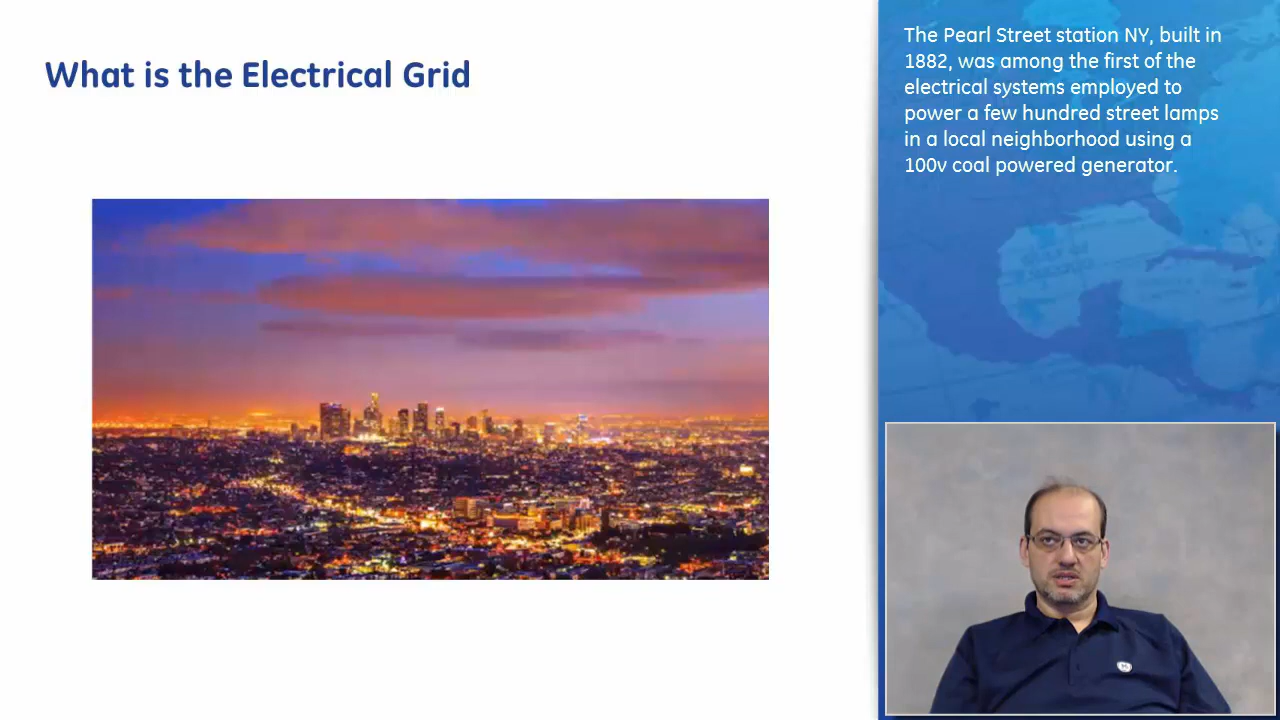 What is the Electrical Grid
The Pearl Street station NY, built in
1882, was among the first of the
electrical systems employed to
power a few hundred street lamps
in a local neighborhood using a
100v coal powered generator.